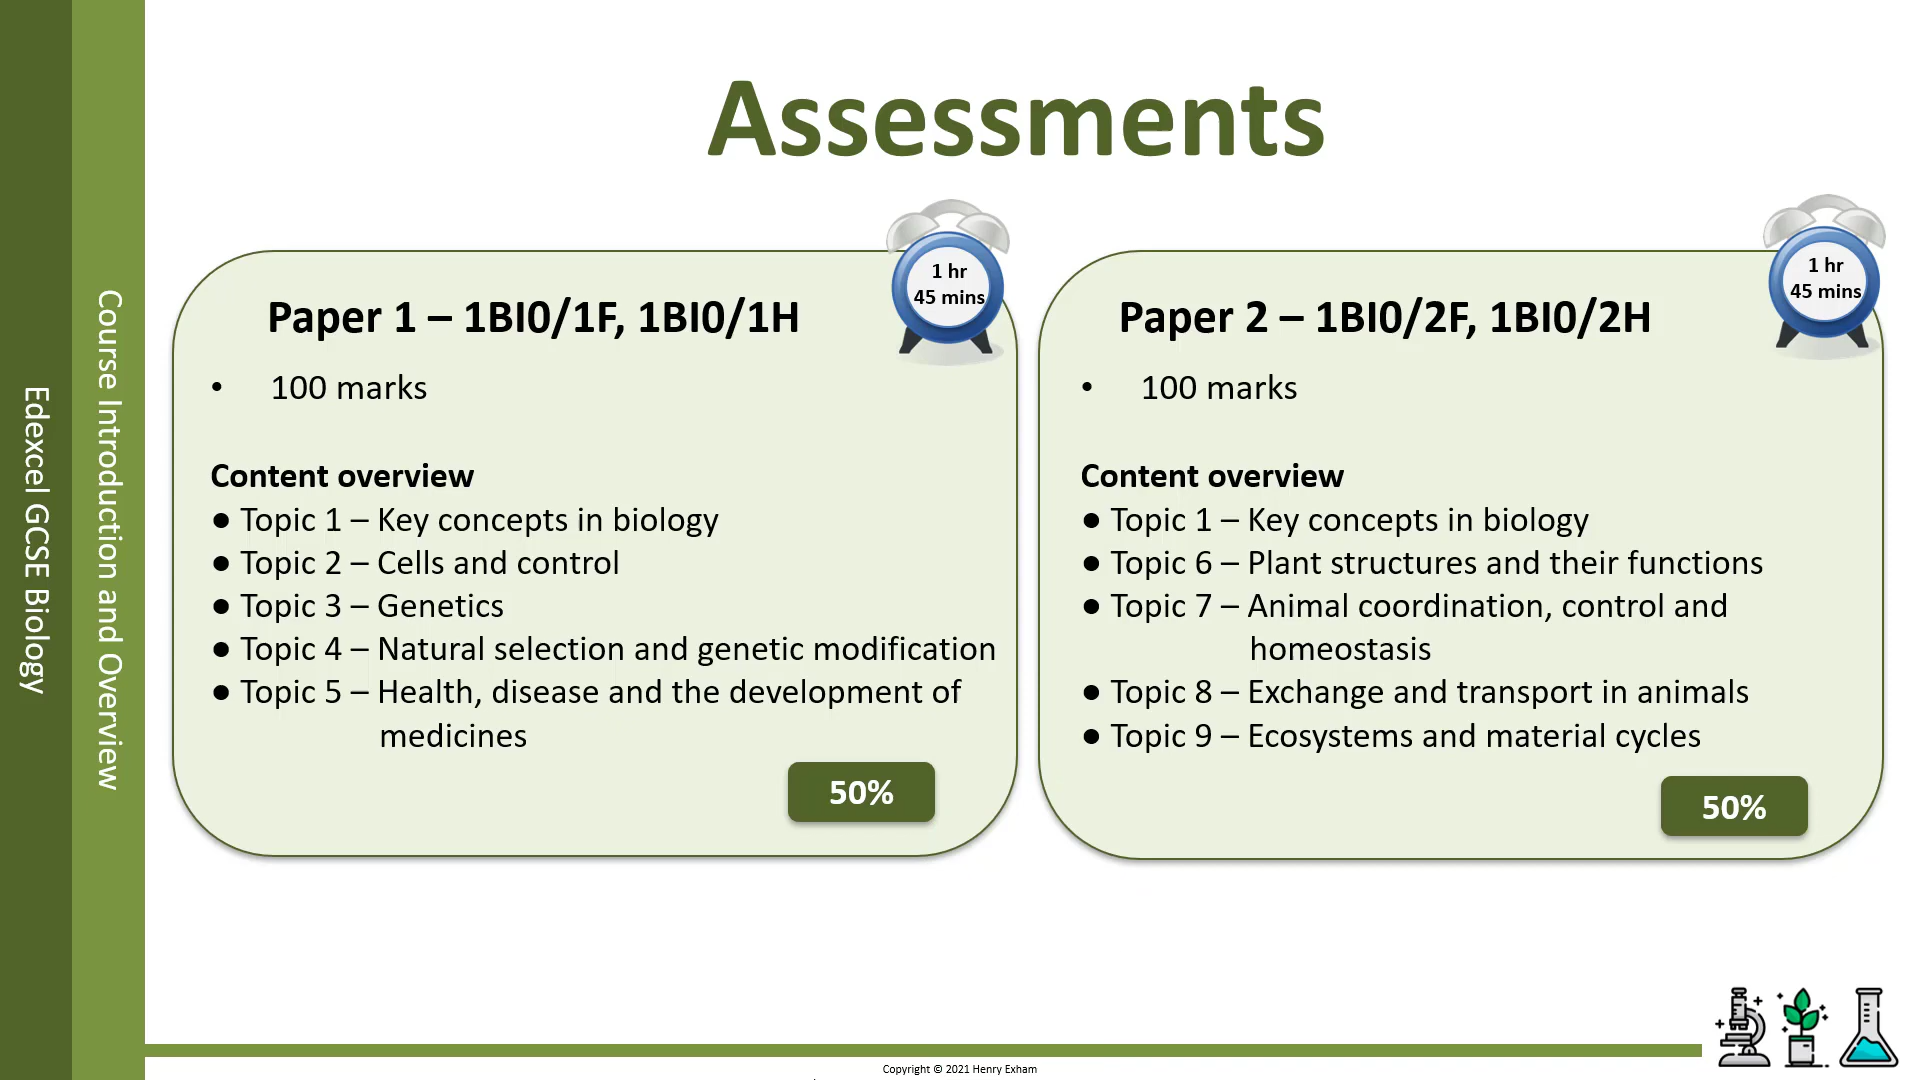 Assessments
1 hr
45 mins
Paper 1 – 1BI0/1F, 1BI0/1H
• 100 marks
Content overview
● Topic 1 – Key concepts in biology
● Topic 2 – Cells and control
● Topic 3 – Genetics
● Topic 4 – Natural selection and genetic modification
● Topic 5 – Health, disease and the development of
medicines
50%
1 hr
45 mins
Paper 2 – 1BI0/2F, 1BI0/2H
• 100 marks
Content overview
● Topic 1 – Key concepts in biology
● Topic 6 – Plant structures and their functions
● Topic 7 – Animal coordination, control and
homeostasis
● Topic 8 – Exchange and transport in animals
● Topic 9 – Ecosystems and material cycles
50%
Course Introduction and Overview
Edexcel GCSE Biology
Copyright © 2021 Henry Exham